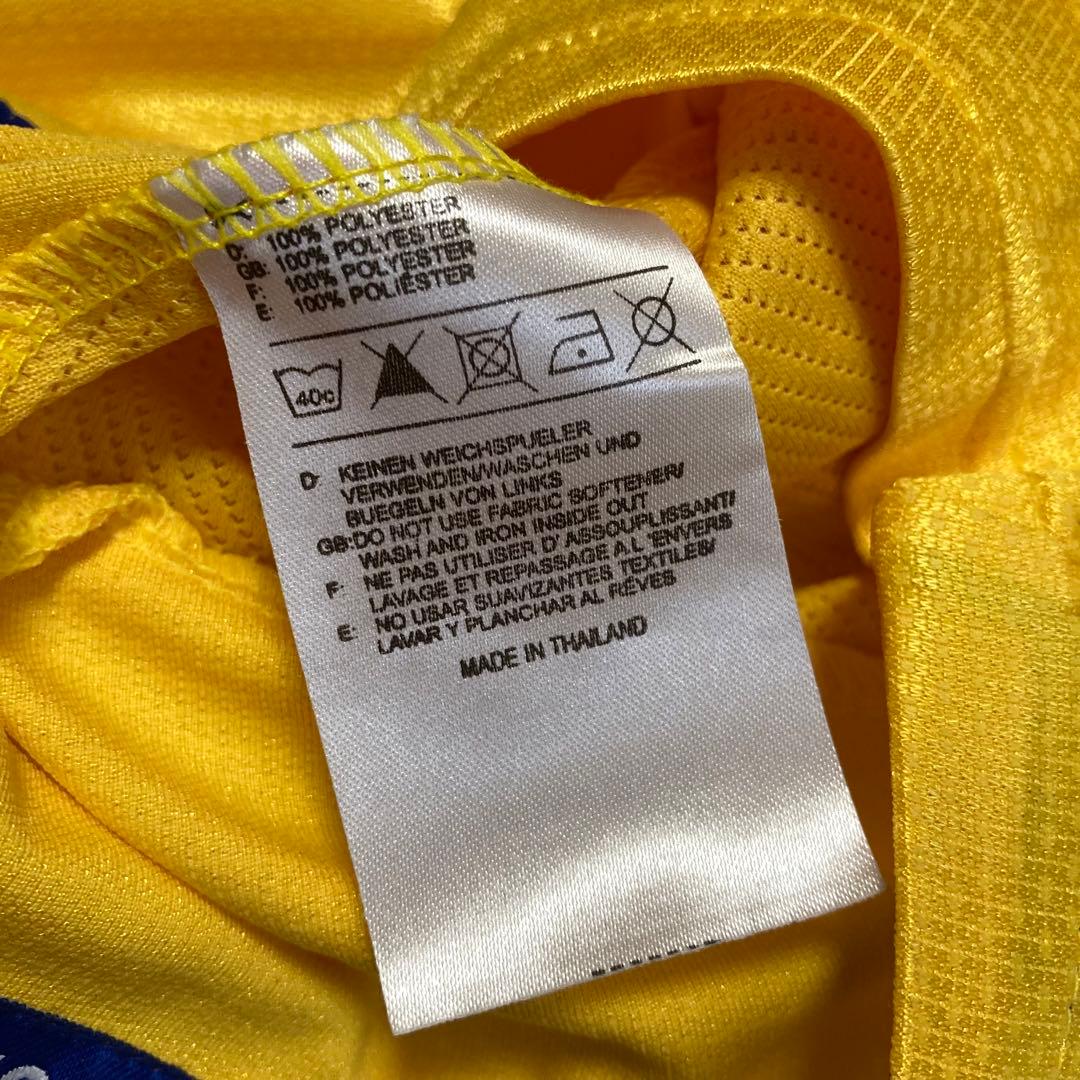 D: 100% POLYESTER
GB: 100% POLYESTER
F: 100% POLYESTER
E: 100% POLIÉSTER
40c
D: KEINEN WEICHSPUELER
VERWENDEN/WASCHEN UND
BUEGELN VON LINKS
GB: DO NOT USE FABRIC SOFTENER/
WASH AND IRON INSIDE OUT
F: NE PAS UTILISER D'ASSOUPLISSANT/
LAVAGE ET REPASSAGE A L'ENVERS
E: NO USAR SUAVIZANTES TEXTILES/
LAVAR Y PLANCHAR AL REVES
MADE IN THAILAND